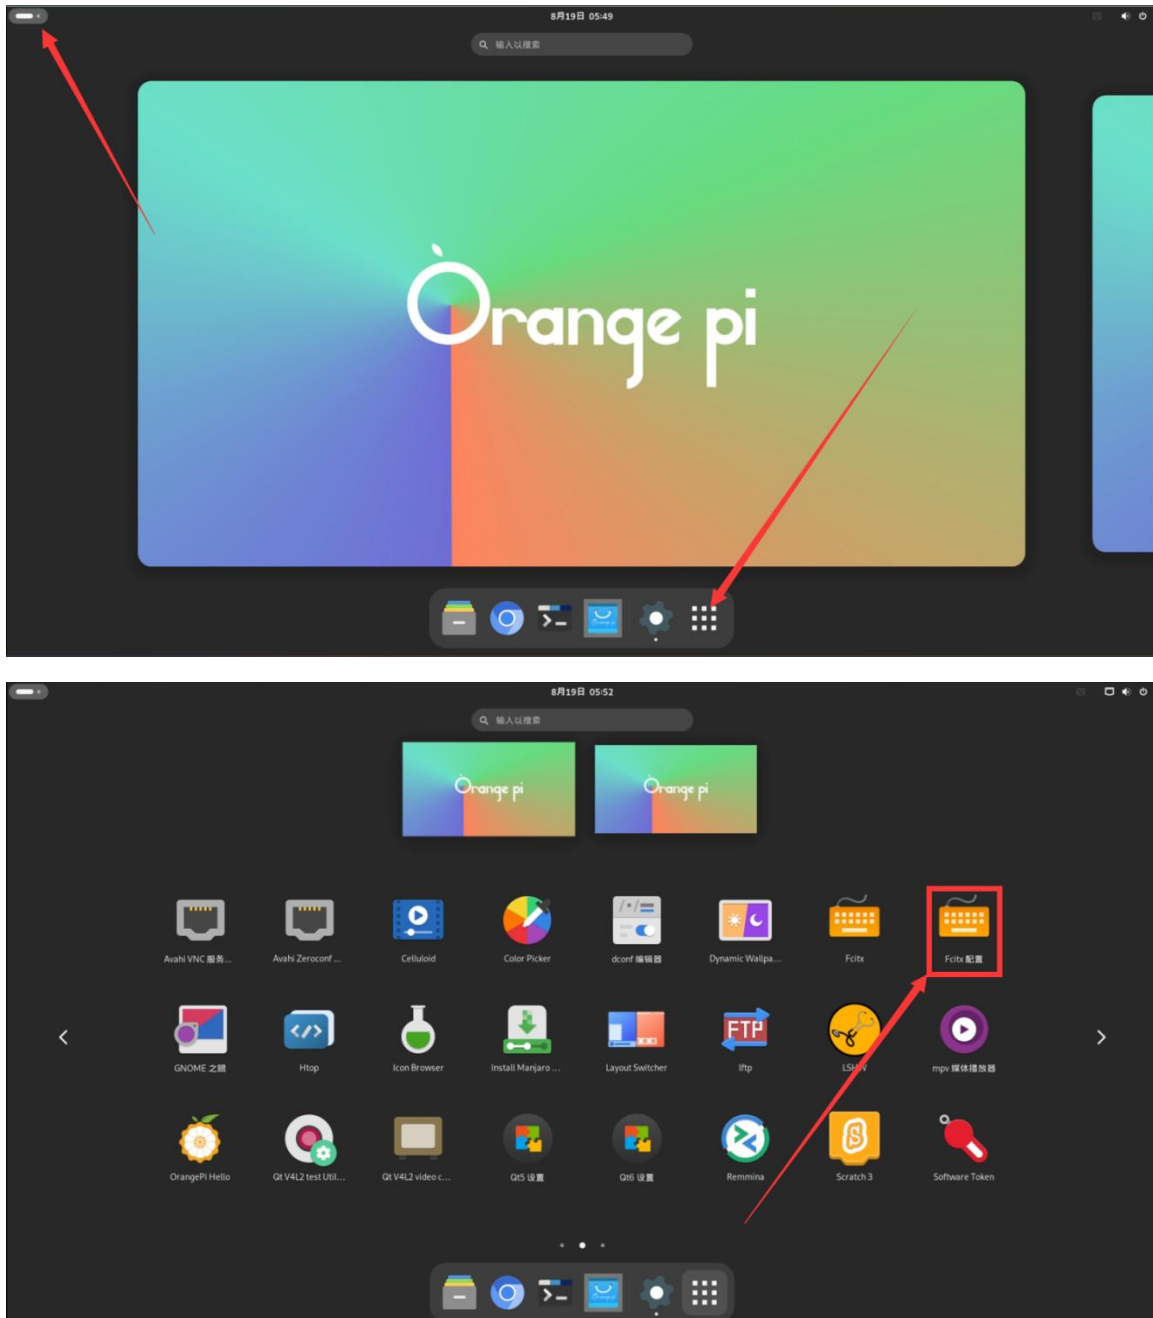 8月19日 05:49
输入以搜索
Orange pi
8月19日 05:52
输入以搜索
Orange pi
Orange pi
Avahi VNC 服务...
Avahi Zeroconf ...
Celluloid
Color Picker
dconf 编辑器
Dynamic Wallpa...
Fcitx
Fcitx 配置
FTP
GNOME 之眼
Htop
Icon Browser
Install Manjaro ...
Layout Switcher
lftp
LSHW
mpv 媒体播放器
OrangePi Hello
Qt V4L2 test Util...
Qt V4L2 video c...
Qt5 设置
Qt6 设置
Remmina
Scratch 3
Software Token